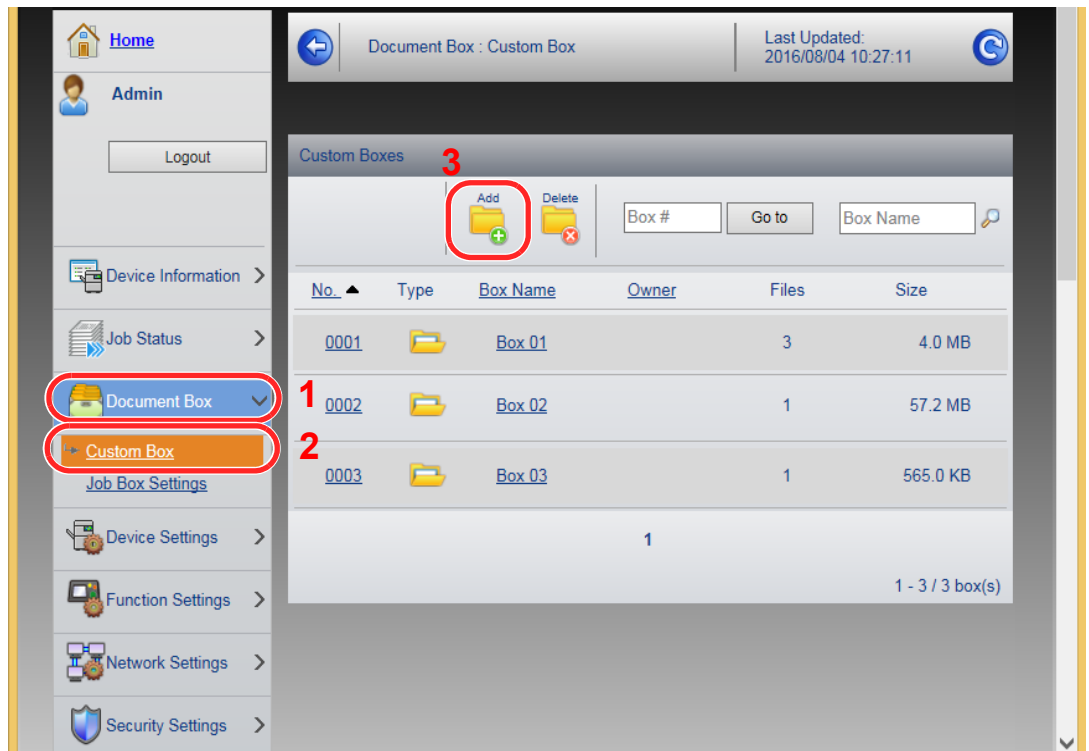 Home
Admin
Logout
Device Information
Job Status
Document Box
1
Custom Box
2
Job Box Settings
Device Settings
Function Settings
Network Settings
Security Settings
Document Box : Custom Box
Last Updated:
2016/08/04 10:27:11
Custom Boxes
3
Add Delete
Box # Go to Box Name
No. Type Box Name Owner Files Size
0001 Box 01 3 4.0 MB
0002 Box 02 1 57.2 MB
0003 Box 03 1 565.0 KB
1
1 - 3 / 3 box(s)